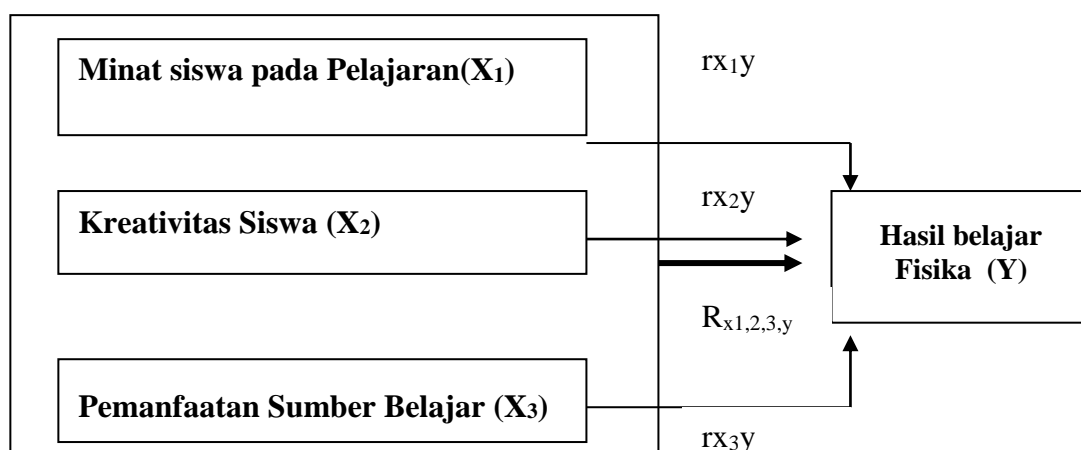 Minat siswa pada Pelajaran(X₁)
rx₁y
Kreativitas Siswa (X₂)
rx₂y
Hasil belajar
Fisika (Y)
Rₓ₁,₂,₃,ᵧ
Pemanfaatan Sumber Belajar (X₃)
rx₃y